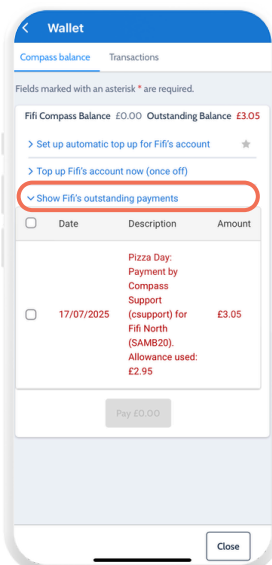 Wallet
Compass balance Transactions
Fields marked with an asterisk * are required.
Fifi Compass Balance £0.00 Outstanding Balance £3.05
Set up automatic top up for Fifi's account
Top up Fifi's account now (once off)
Show Fifi's outstanding payments
Date Description Amount
Pizza Day:
Payment by
Compass
Support
17/07/2025 (csupport) for £3.05
Fifi North
(SAMB20).
Allowance used:
£2.95
Pay £0.00
Close